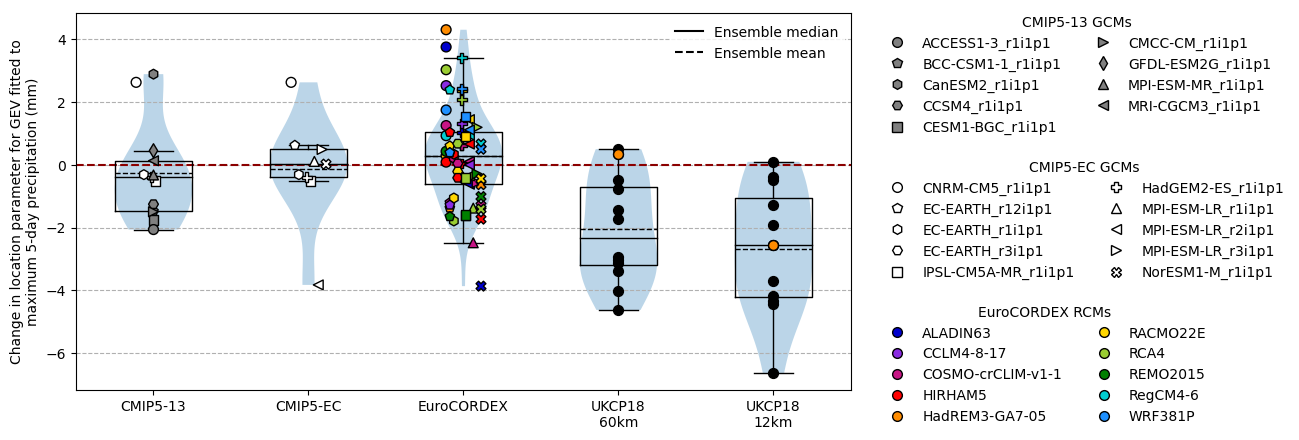 Change in location parameter for GEV fitted to
maximum 5-day precipitation (mm)
4
2
0
−2
−4
−6
Ensemble median
Ensemble mean
CMIP5-13
CMIP5-EC
EuroCORDEX
UKCP18
60km
UKCP18
12km
CMIP5-13 GCMs
ACCESS1-3_r1i1p1
BCC-CSM1-1_r1i1p1
CanESM2_r1i1p1
CCSM4_r1i1p1
CESM1-BGC_r1i1p1
CMCC-CM_r1i1p1
GFDL-ESM2G_r1i1p1
MPI-ESM-MR_r1i1p1
MRI-CGCM3_r1i1p1
CMIP5-EC GCMs
CNRM-CM5_r1i1p1
EC-EARTH_r12i1p1
EC-EARTH_r1i1p1
EC-EARTH_r3i1p1
IPSL-CM5A-MR_r1i1p1
HadGEM2-ES_r1i1p1
MPI-ESM-LR_r1i1p1
MPI-ESM-LR_r2i1p1
MPI-ESM-LR_r3i1p1
NorESM1-M_r1i1p1
EuroCORDEX RCMs
ALADIN63
CCLM4-8-17
COSMO-crCLIM-v1-1
HIRHAM5
HadREM3-GA7-05
RACMO22E
RCA4
REMO2015
RegCM4-6
WRF381P